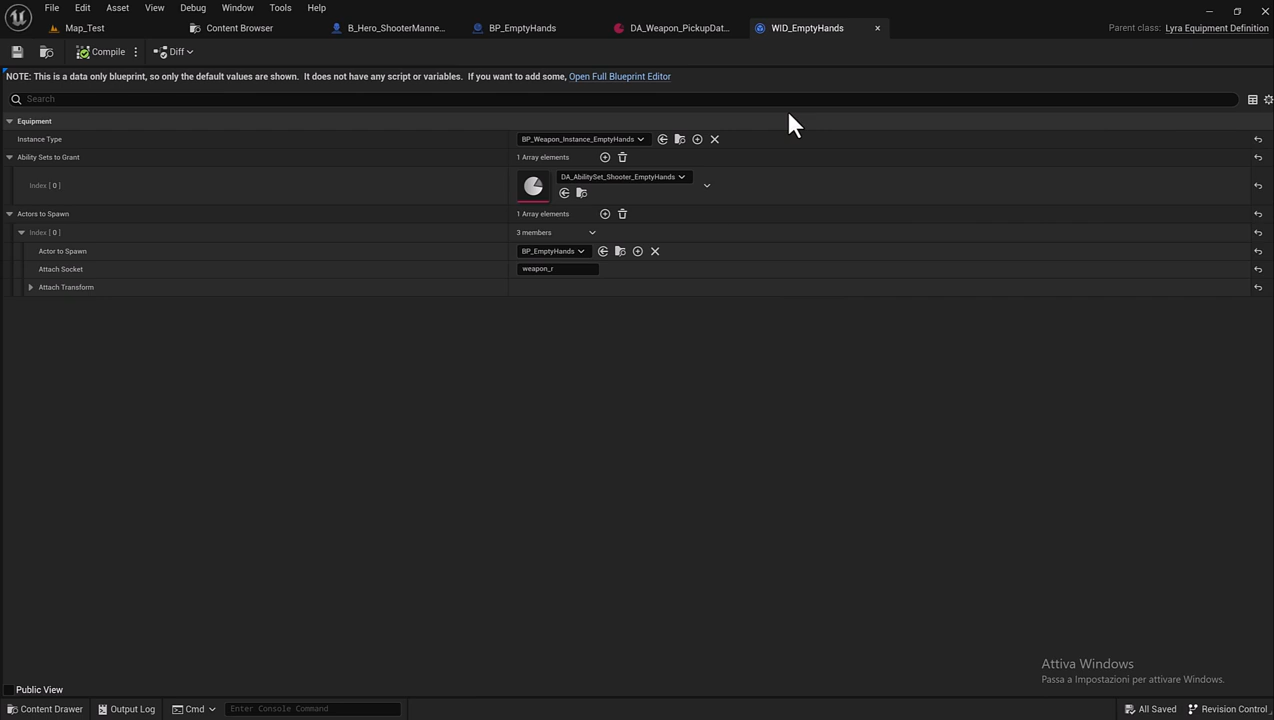 File Edit Asset View Debug Window Tools Help
Map_Test Content Browser B_Hero_ShooterManne... BP_EmptyHands DA_Weapon_PickupDat... WID_EmptyHands Parent class: Lyra Equipment Definition
Compile Diff
NOTE: This is a data only blueprint, so only the default values are shown. It does not have any script or variables. If you want to add some, Open Full Blueprint Editor
Search
Equipment
Instance Type BP_Weapon_Instance_EmptyHands
Ability Sets to Grant 1 Array elements
Index [ 0 ] DA_AbilitySet_Shooter_EmptyHands
Actors to Spawn 1 Array elements
Index [ 0 ] 3 members
Actor to Spawn BP_EmptyHands
Attach Socket weapon_r
Attach Transform
Attiva Windows
Passa a Impostazioni per attivare Windows.
Public View
Content Drawer Output Log Cmd Enter Console Command All Saved Revision Control